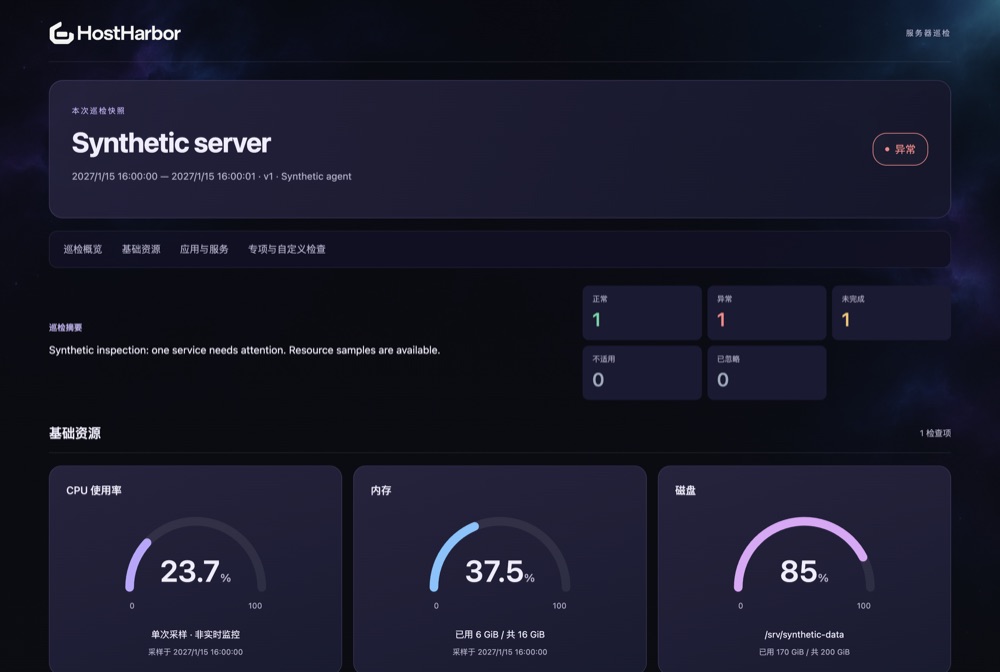 HostHarbor
服务器巡检
本次巡检快照
Synthetic server
2027/1/15 16:00:00 — 2027/1/15 16:00:01 · v1 · Synthetic agent
• 异常
巡检概览 基础资源 应用与服务 专项与自定义检查
巡检摘要
Synthetic inspection: one service needs attention. Resource samples are available.
正常
1
异常
1
未完成
1
不适用
0
已忽略
0
基础资源
1 检查项
CPU 使用率
23.7%
0 100
单次采样 · 非实时监控
采样于 2027/1/15 16:00:00
内存
37.5%
0 100
已用 6 GiB / 共 16 GiB
采样于 2027/1/15 16:00:00
磁盘
85%
0 100
/srv/synthetic-data
已用 170 GiB / 共 200 GiB